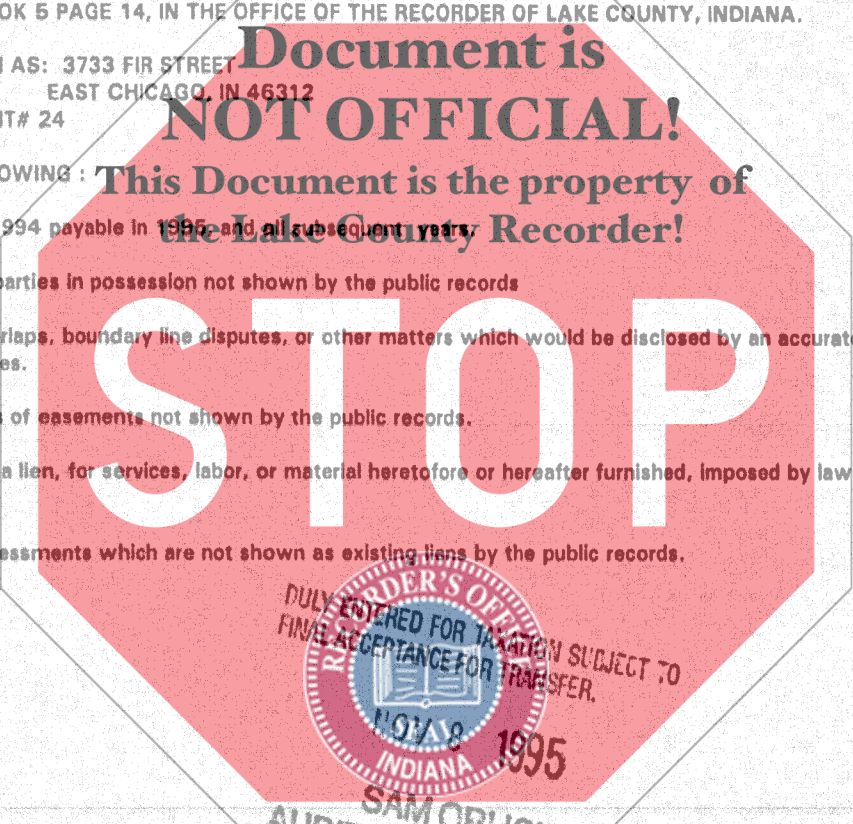 OK 5 PAGE 14, IN THE OFFICE OF THE RECORDER OF LAKE COUNTY, INDIANA.
Document is
AS: 3733 FIR STREET
EAST CHICAGO, IN 46312
NOT OFFICIAL!
IT# 24
OWING :
This Document is the property of
994 payable in 1995, and all subsequent years.
the Lake County Recorder!
parties in possession not shown by the public records
rlaps, boundary line disputes, or other matters which would be disclosed by an accurate
es.
STOP
s of easements not shown by the public records.
a lien, for services, labor, or material heretofore or hereafter furnished, imposed by law
essments which are not shown as existing liens by the public records.
RECORDER'S OFFICE
DULY ENTERED FOR TAXATION SUBJECT TO
FINAL ACCEPTANCE FOR TRANSFER.
NOV 8 1995
SEAL
INDIANA
SAM